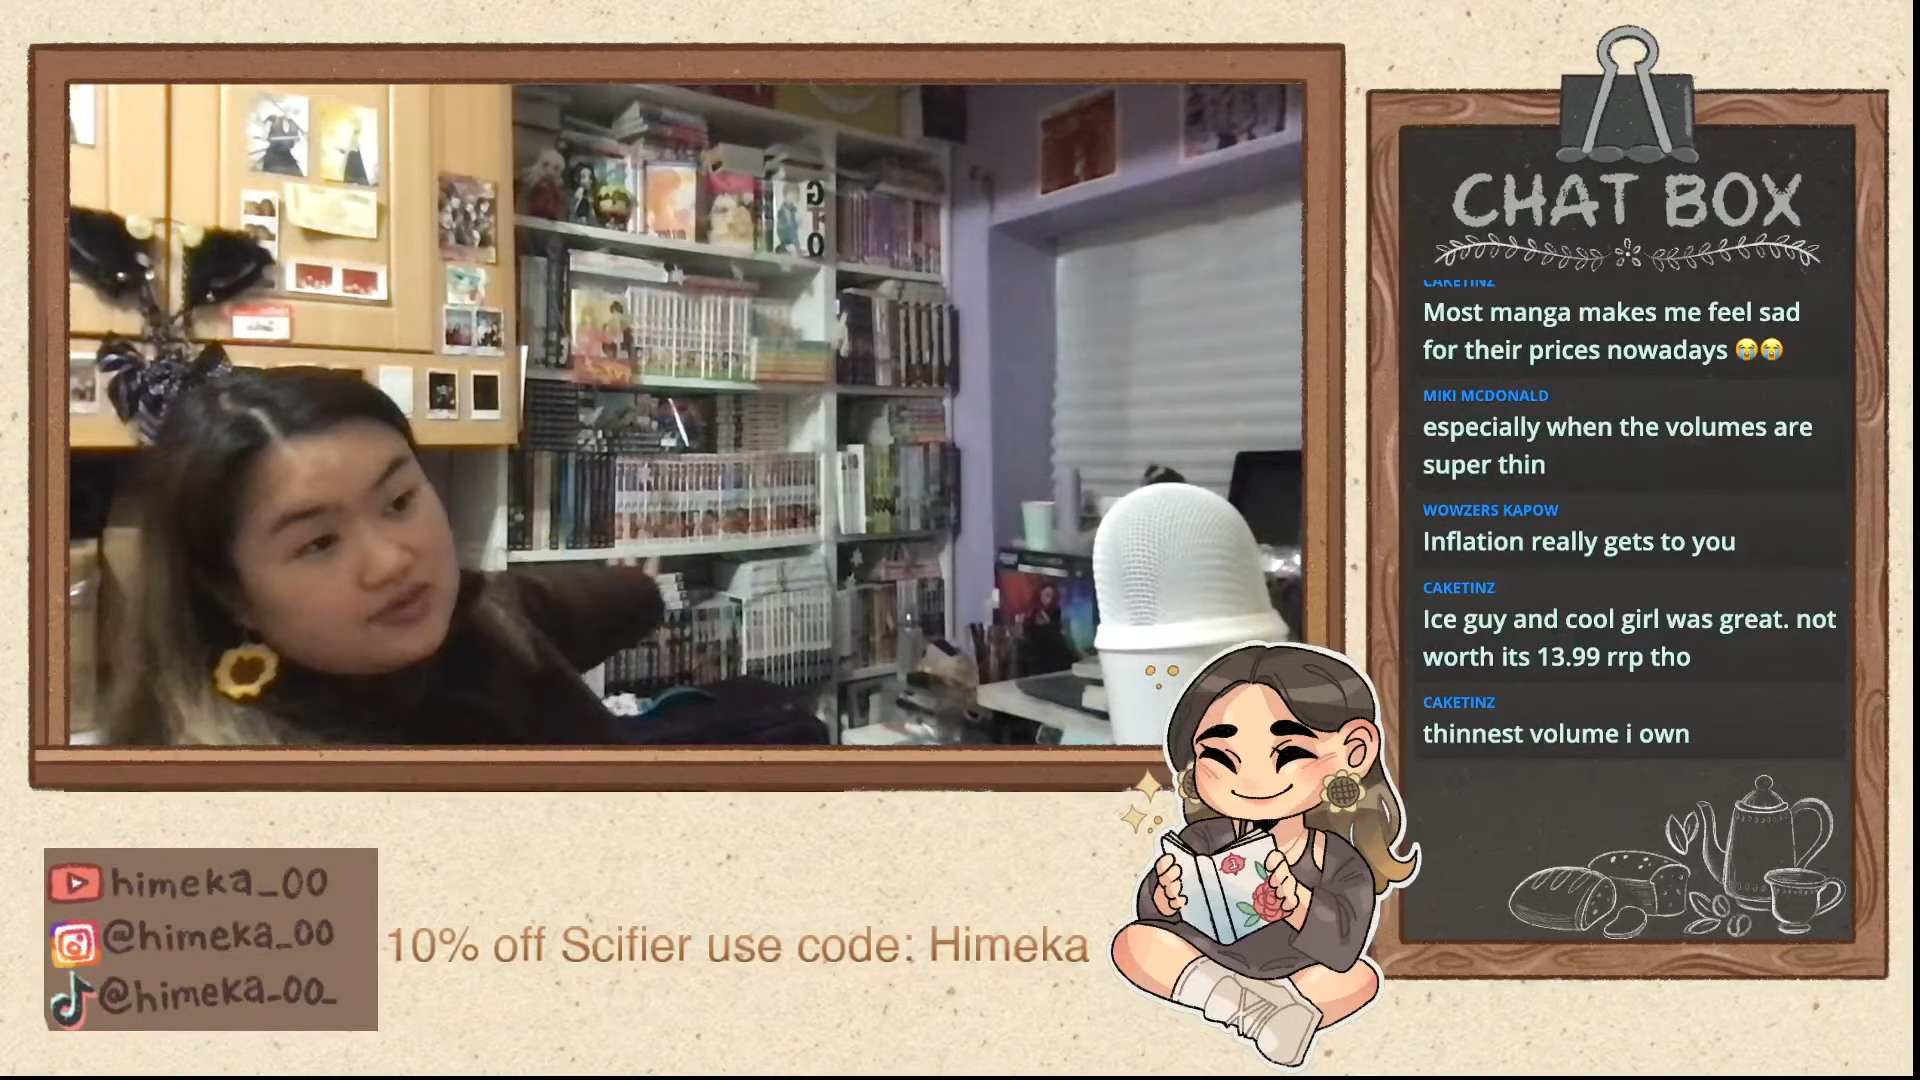 CHAT BOX
CAKETINZ
Most manga makes me feel sad
for their prices nowadays 😭😭
MIKI MCDONALD
especially when the volumes are
super thin
WOWZERS KAPOW
Inflation really gets to you
CAKETINZ
Ice guy and cool girl was great. not
worth its 13.99 rrp tho
CAKETINZ
thinnest volume i own
GTO
himeka_00
@himeka_00
@himeka_00_
10% off Scifier use code: Himeka